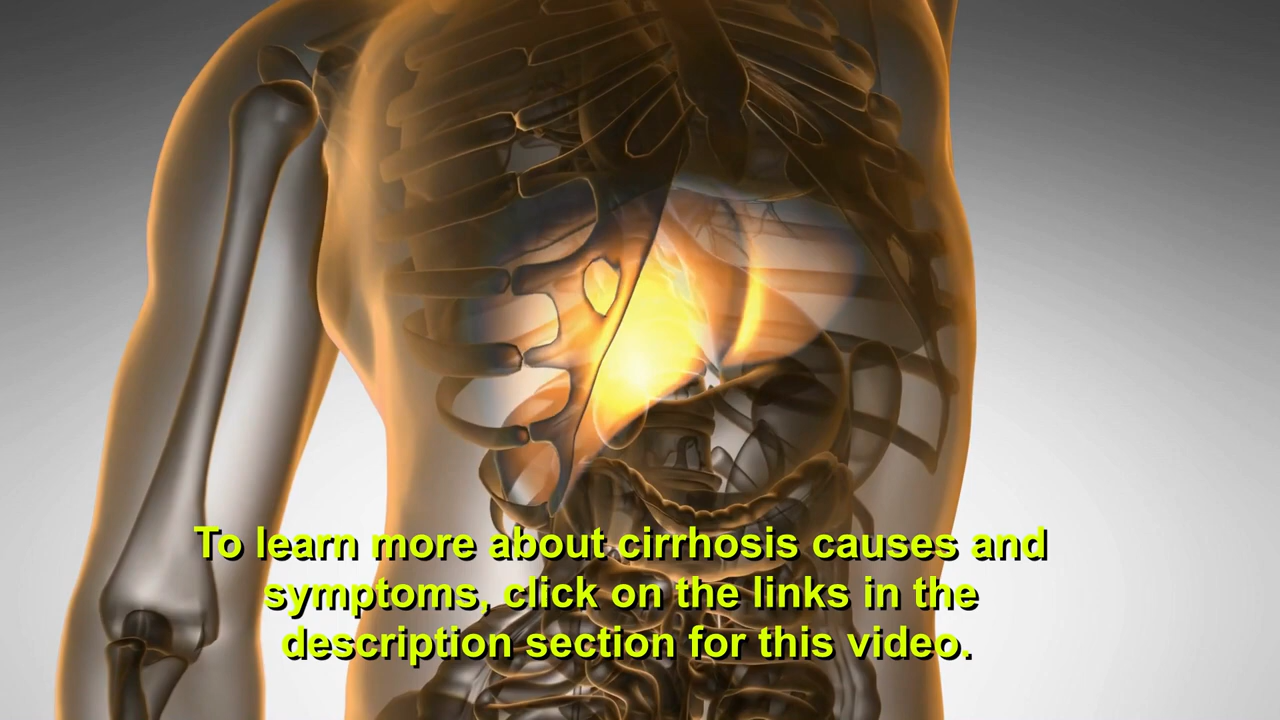 To learn more about cirrhosis causes and
symptoms, click on the links in the
description section for this video.